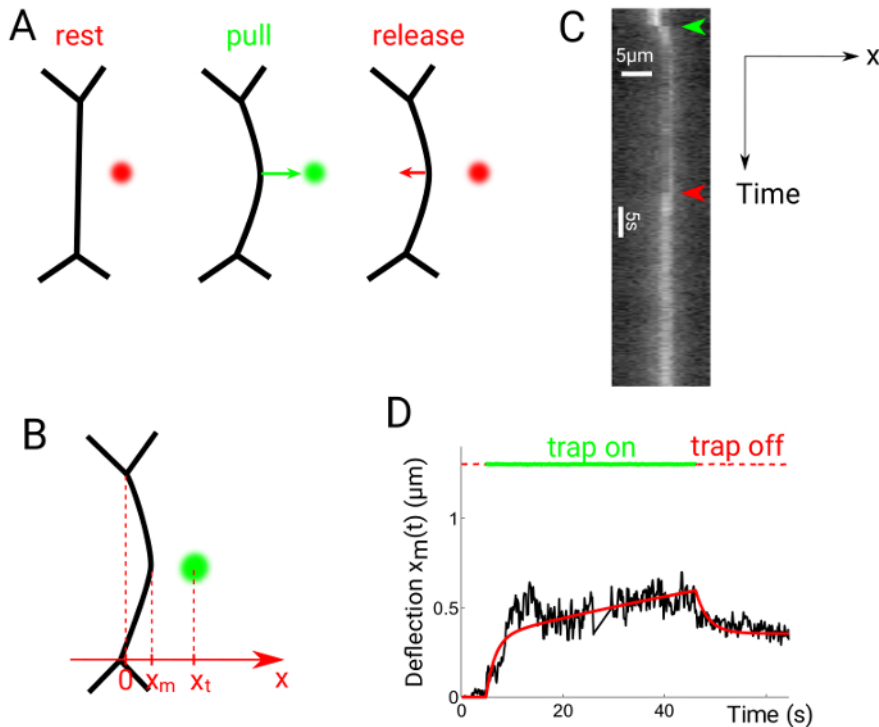 A
rest
pull
release
C
5µm
x
Time
5s
B
0
xm
xt
x
D
trap on
trap off
Deflection xm(t) (µm)
1
0.5
0
0
20
40
Time (s)